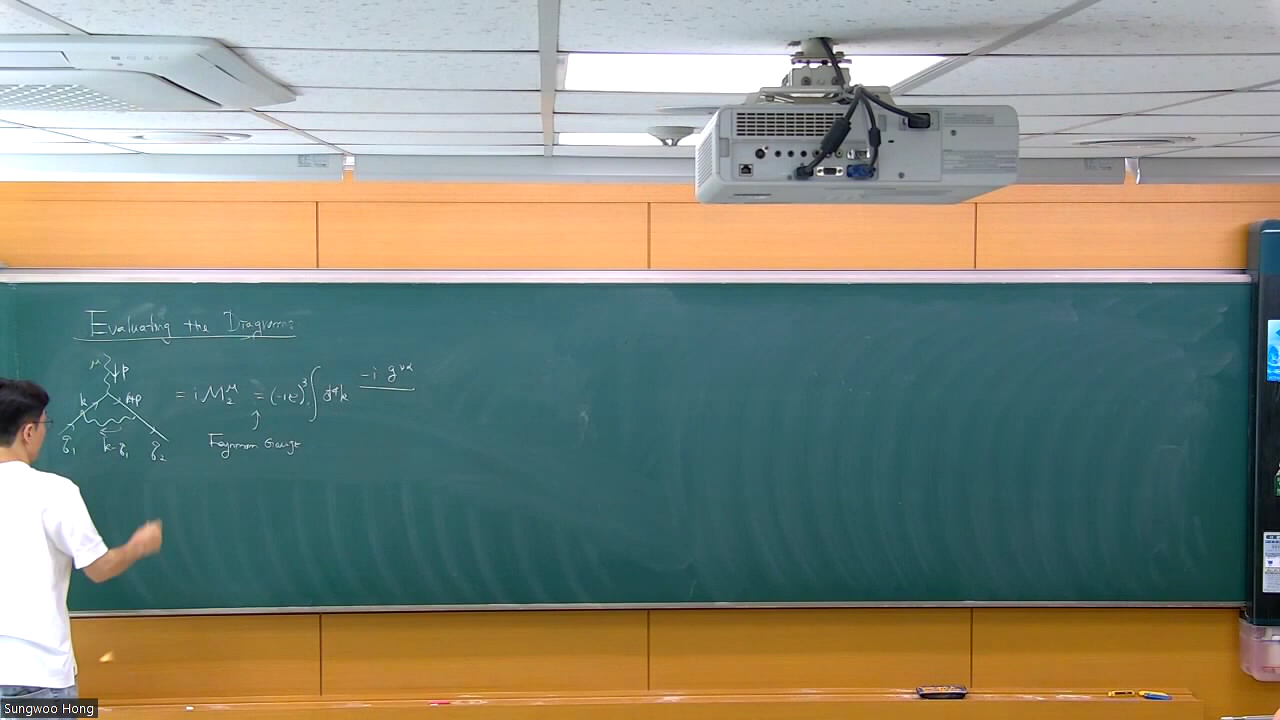 Evaluating the Diagrams
μ ↓p
k k+p
q₁ k-q₁ q₂
= iM₂^μ = (-ie)³ ∫ d⁴k -i g^{να}
↑
Feynman Gauge
Sungwoo Hong